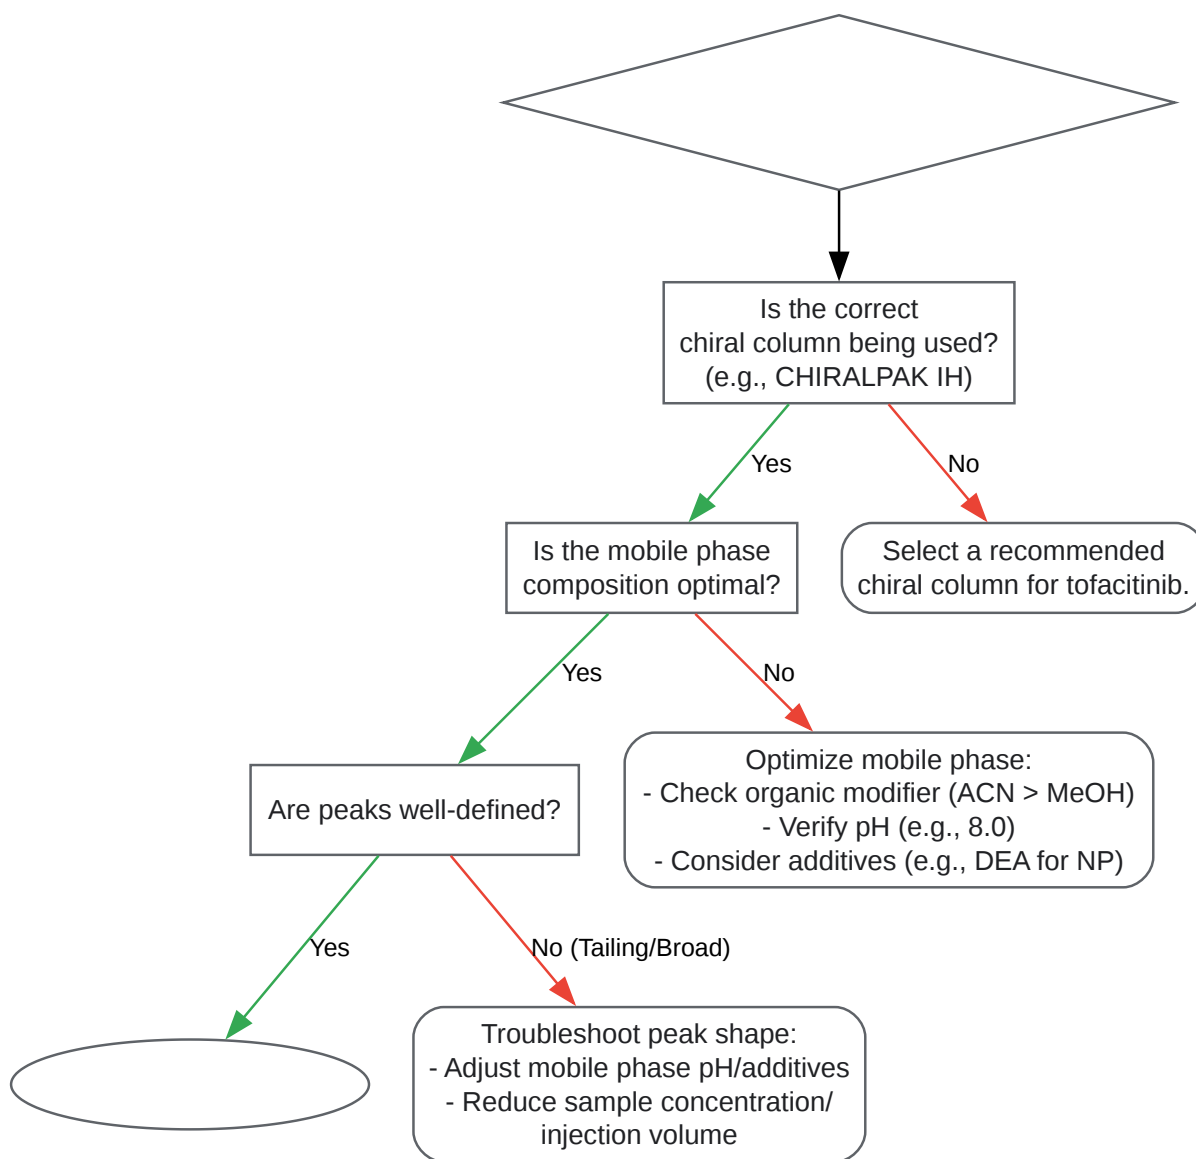 Is the correct
chiral column being used?
(e.g., CHIRALPAK IH)
Yes
No
Is the mobile phase
composition optimal?
Select a recommended
chiral column for tofacitinib.
Yes
No
Optimize mobile phase:
- Check organic modifier (ACN > MeOH)
- Verify pH (e.g., 8.0)
- Consider additives (e.g., DEA for NP)
Are peaks well-defined?
Yes
No (Tailing/Broad)
Troubleshoot peak shape:
- Adjust mobile phase pH/additives
- Reduce sample concentration/
injection volume